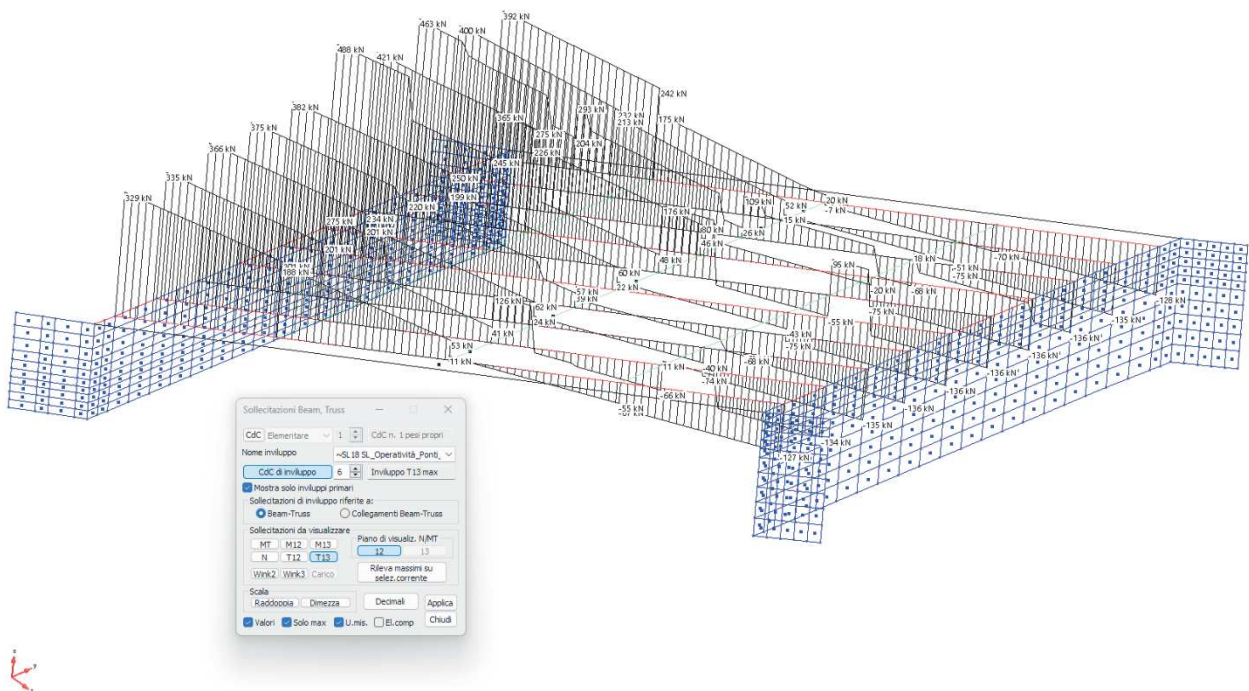 392 kN
463 kN
400 kN
488 kN
421 kN
242 kN
382 kN
293 kN
232 kN
365 kN
213 kN
175 kN
375 kN
275 kN
204 kN
226 kN
366 kN
245 kN
250 kN
335 kN
199 kN
109 kN
20 kN
52 kN
-7 kN
329 kN
220 kN
176 kN
275 kN
234 kN
15 kN
201 kN
80 kN
26 kN
46 kN
201 kN
48 kN
18 kN
-70 kN
188 kN
60 kN
95 kN
-51 kN
-75 kN
22 kN
-20 kN
-68 kN
57 kN
39 kN
-128 kN
126 kN
62 kN
-75 kN
24 kN
-55 kN
-135 kN
41 kN
-43 kN
-136 kN
53 kN
-75 kN
-136 kN
11 kN
-68 kN
11 kN
-40 kN
-136 kN
-74 kN
-136 kN
-66 kN
-135 kN
-55 kN
-134 kN
-127 kN
Sollecitazioni Beam, Truss
CdC Elementare 1 CdC n. 1 pesi propri
Nome inviluppo ~SL18 SL_Operatività_Ponti_
CdC di inviluppo 6 Inviluppo T13 max
Mostra solo inviluppi primari
Sollecitazioni di inviluppo riferite a:
Beam-Truss Collegamenti Beam-Truss
Sollecitazioni da visualizzare
Piano di visualiz. N/MT
MT M12 M13
N T12 T13
12 13
Wink2 Wink3 Carico
Rileva massimi su selez.corrente
Scala
Raddoppia Dimezza
Decimali
Applica
Chiudi
Valori Solo max U.mis. El.comp